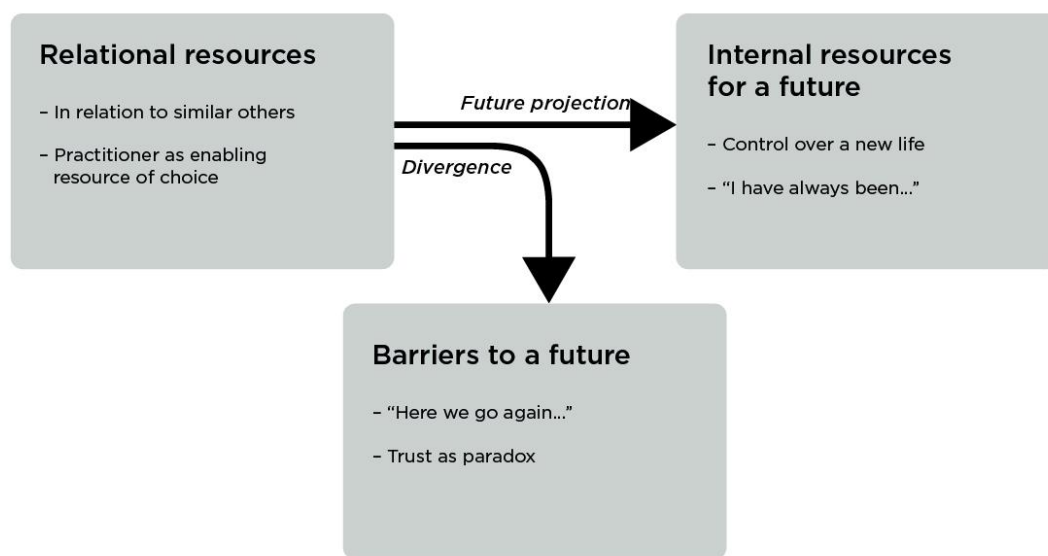 Relational resources
– In relation to similar others
– Practitioner as enabling
resource of choice
Future projection
Divergence
Internal resources
for a future
– Control over a new life
– “I have always been...”
Barriers to a future
– “Here we go again...”
– Trust as paradox